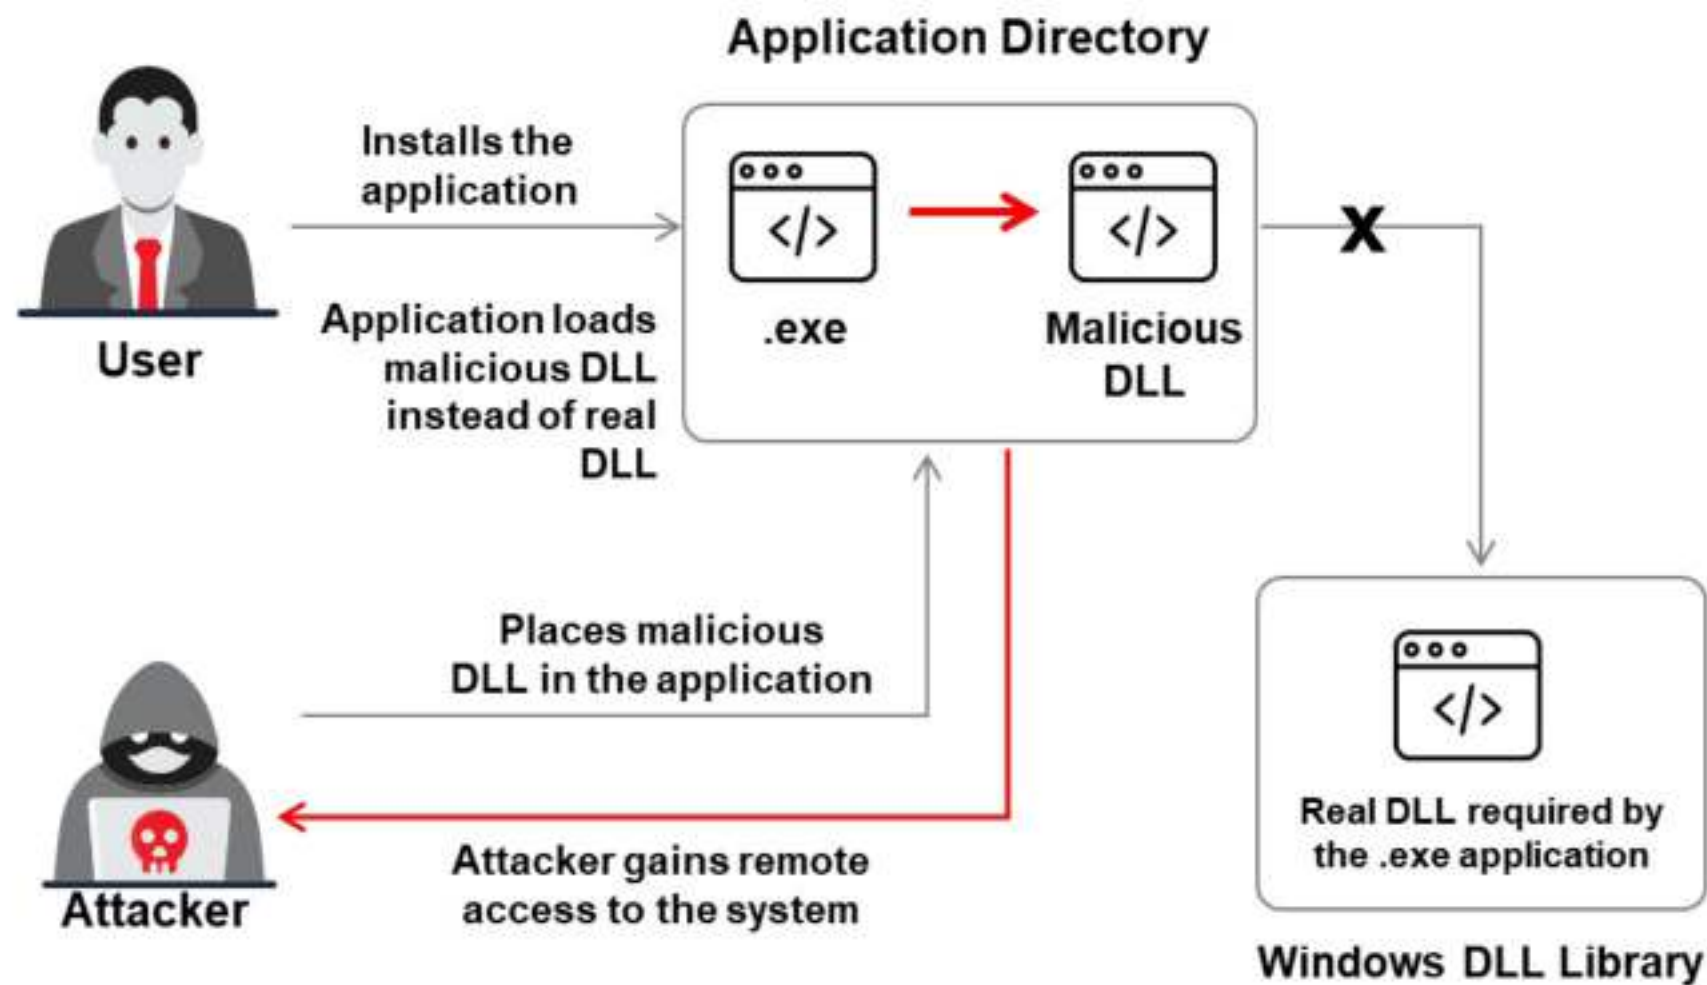 Application Directory
Installs the
application
User
Application loads
malicious DLL
instead of real
DLL
</>
.exe
</>
Malicious
DLL
X
Places malicious
DLL in the application
Attacker
Attacker gains remote
access to the system
</>
Real DLL required by
the .exe application
Windows DLL Library